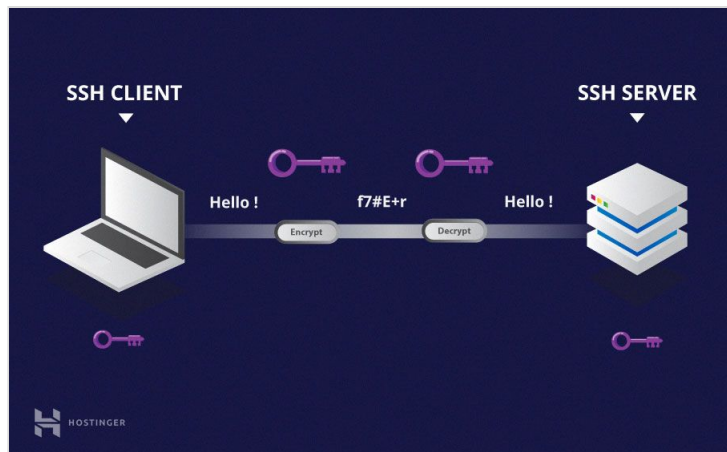 SSH CLIENT
SSH SERVER
Hello !
f7#E+r
Hello !
Encrypt
Decrypt
HOSTINGER